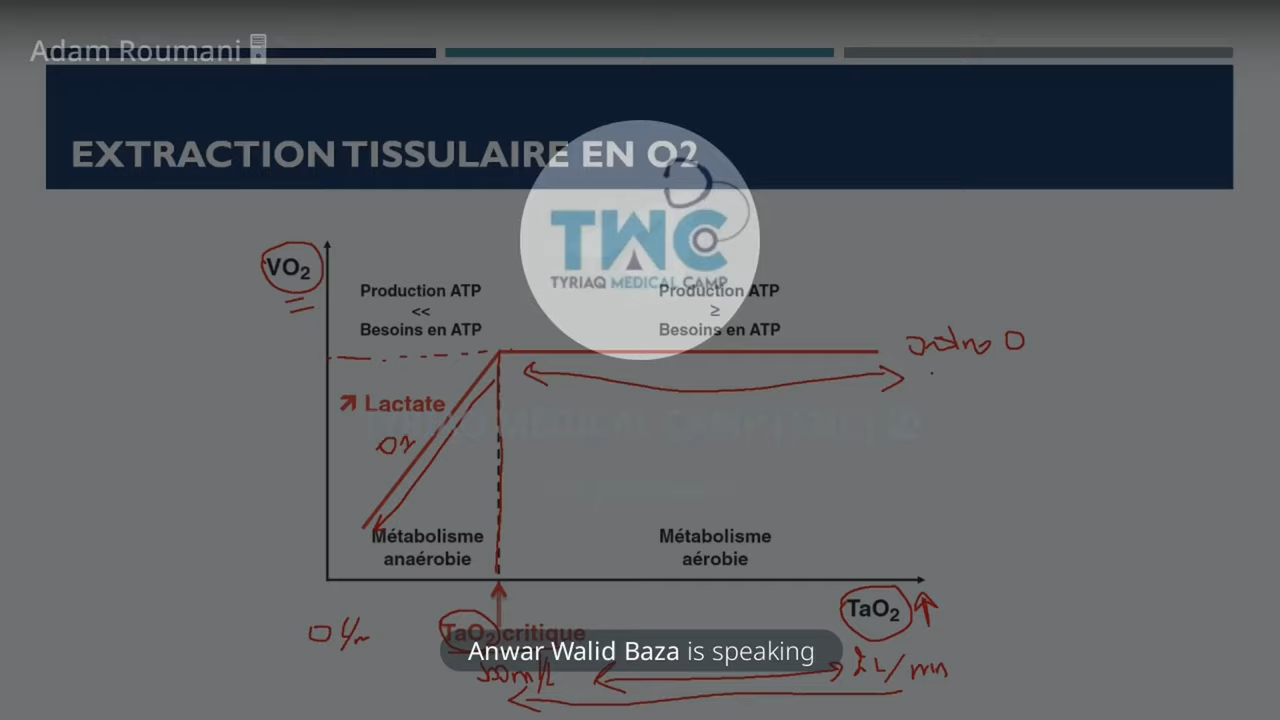 Adam Roumani
EXTRACTION TISSULAIRE EN O2
TWC
TYRIAQ MEDICAL CAMP
VO2
Production ATP
<<
Besoins en ATP
Production ATP
≥
Besoins en ATP
↗ Lactate
Métabolisme
anaérobie
Métabolisme
aérobie
TaO2
TaO2 critique
Anwar Walid Baza is speaking